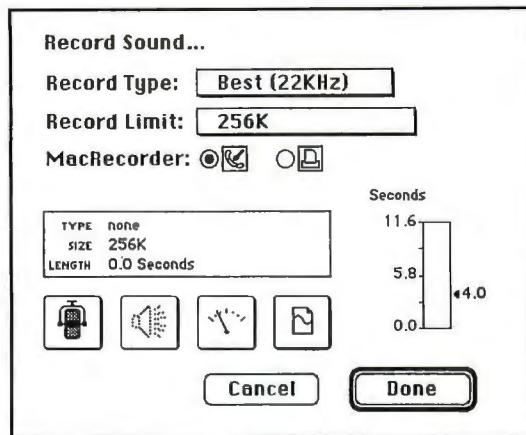 Record Sound...
Record Type: Best (22KHz)
Record Limit: 256K
MacRecorder:
Seconds
11.6
5.8
4.0
0.0
TYPE none
SIZE 256K
LENGTH 0.0 Seconds
Cancel Done